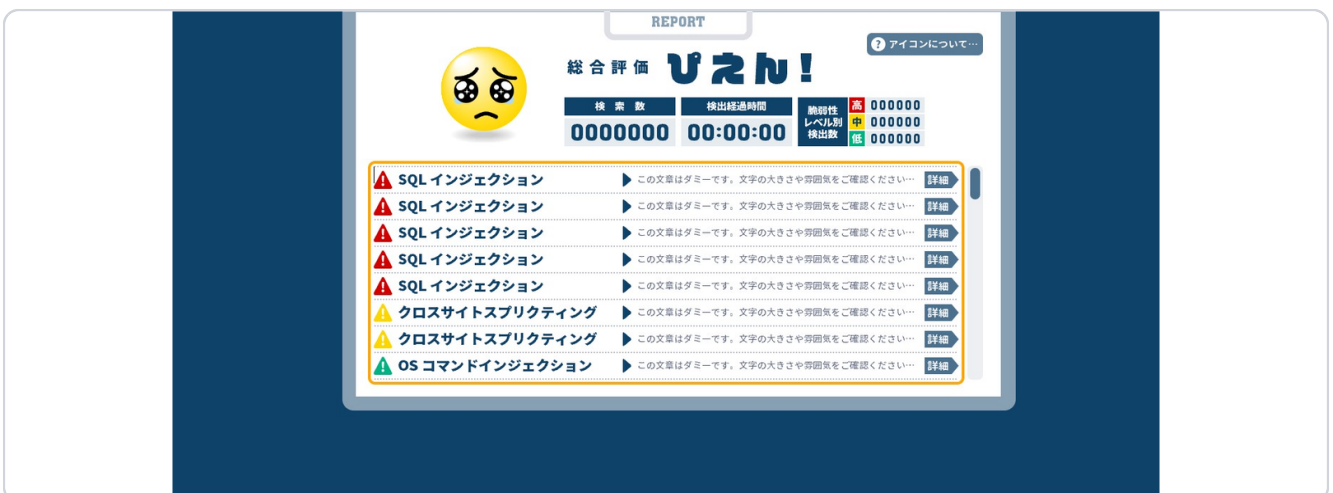 REPORT
? アイコンについて…
総合評価 ぴえん!
検索数 検出経過時間 脆弱性レベル別検出数 高 000000
0000000 00:00:00 中 000000
低 000000
SQL インジェクション この文章はダミーです。文字の大きさや雰囲気をご確認ください… 詳細
SQL インジェクション この文章はダミーです。文字の大きさや雰囲気をご確認ください… 詳細
SQL インジェクション この文章はダミーです。文字の大きさや雰囲気をご確認ください… 詳細
SQL インジェクション この文章はダミーです。文字の大きさや雰囲気をご確認ください… 詳細
SQL インジェクション この文章はダミーです。文字の大きさや雰囲気をご確認ください… 詳細
クロスサイトスプリクティング この文章はダミーです。文字の大きさや雰囲気をご確認ください… 詳細
クロスサイトスプリクティング この文章はダミーです。文字の大きさや雰囲気をご確認ください… 詳細
OS コマンドインジェクション この文章はダミーです。文字の大きさや雰囲気をご確認ください… 詳細